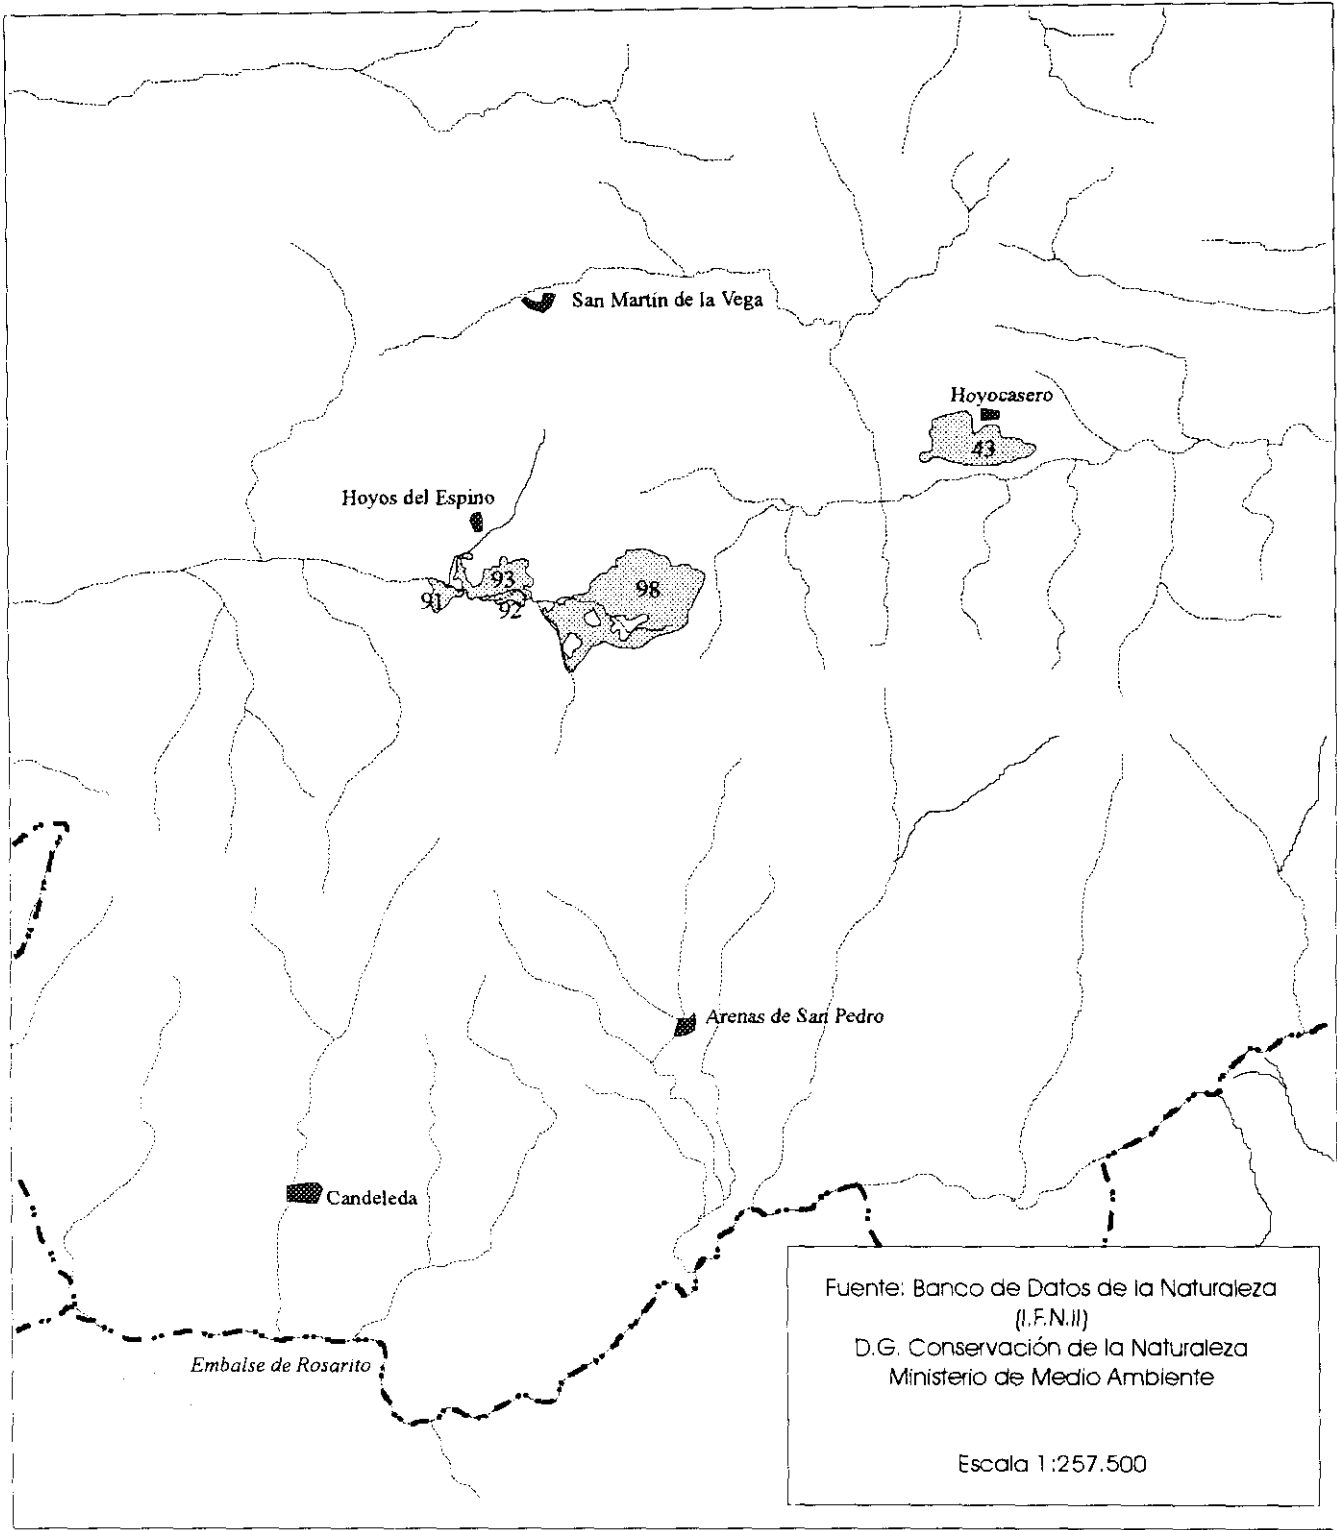 San Martín de la Vega
Hoyocasero
43
Hoyos del Espino
93
98
91
92
Arenas de San Pedro
Candeleda
Embalse de Rosarito
Fuente: Banco de Datos de la Naturaleza
(I.F.N.II)
D.G. Conservación de la Naturaleza
Ministerio de Medio Ambiente
Escala 1:257.500